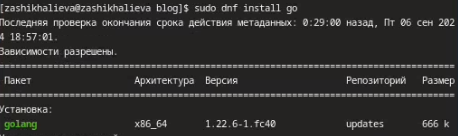 [zashikhalieva@zashikhalieva blog]$ sudo dnf install go
Последняя проверка окончания срока действия метаданных: 0:29:00 назад, Пт 06 сен 202
4 18:57:01.
Зависимости разрешены.
================================================================================
Пакет Архитектура Версия Репозиторий Размер
================================================================================
Установка:
golang x86_64 1.22.6-1.fc40 updates 666 k